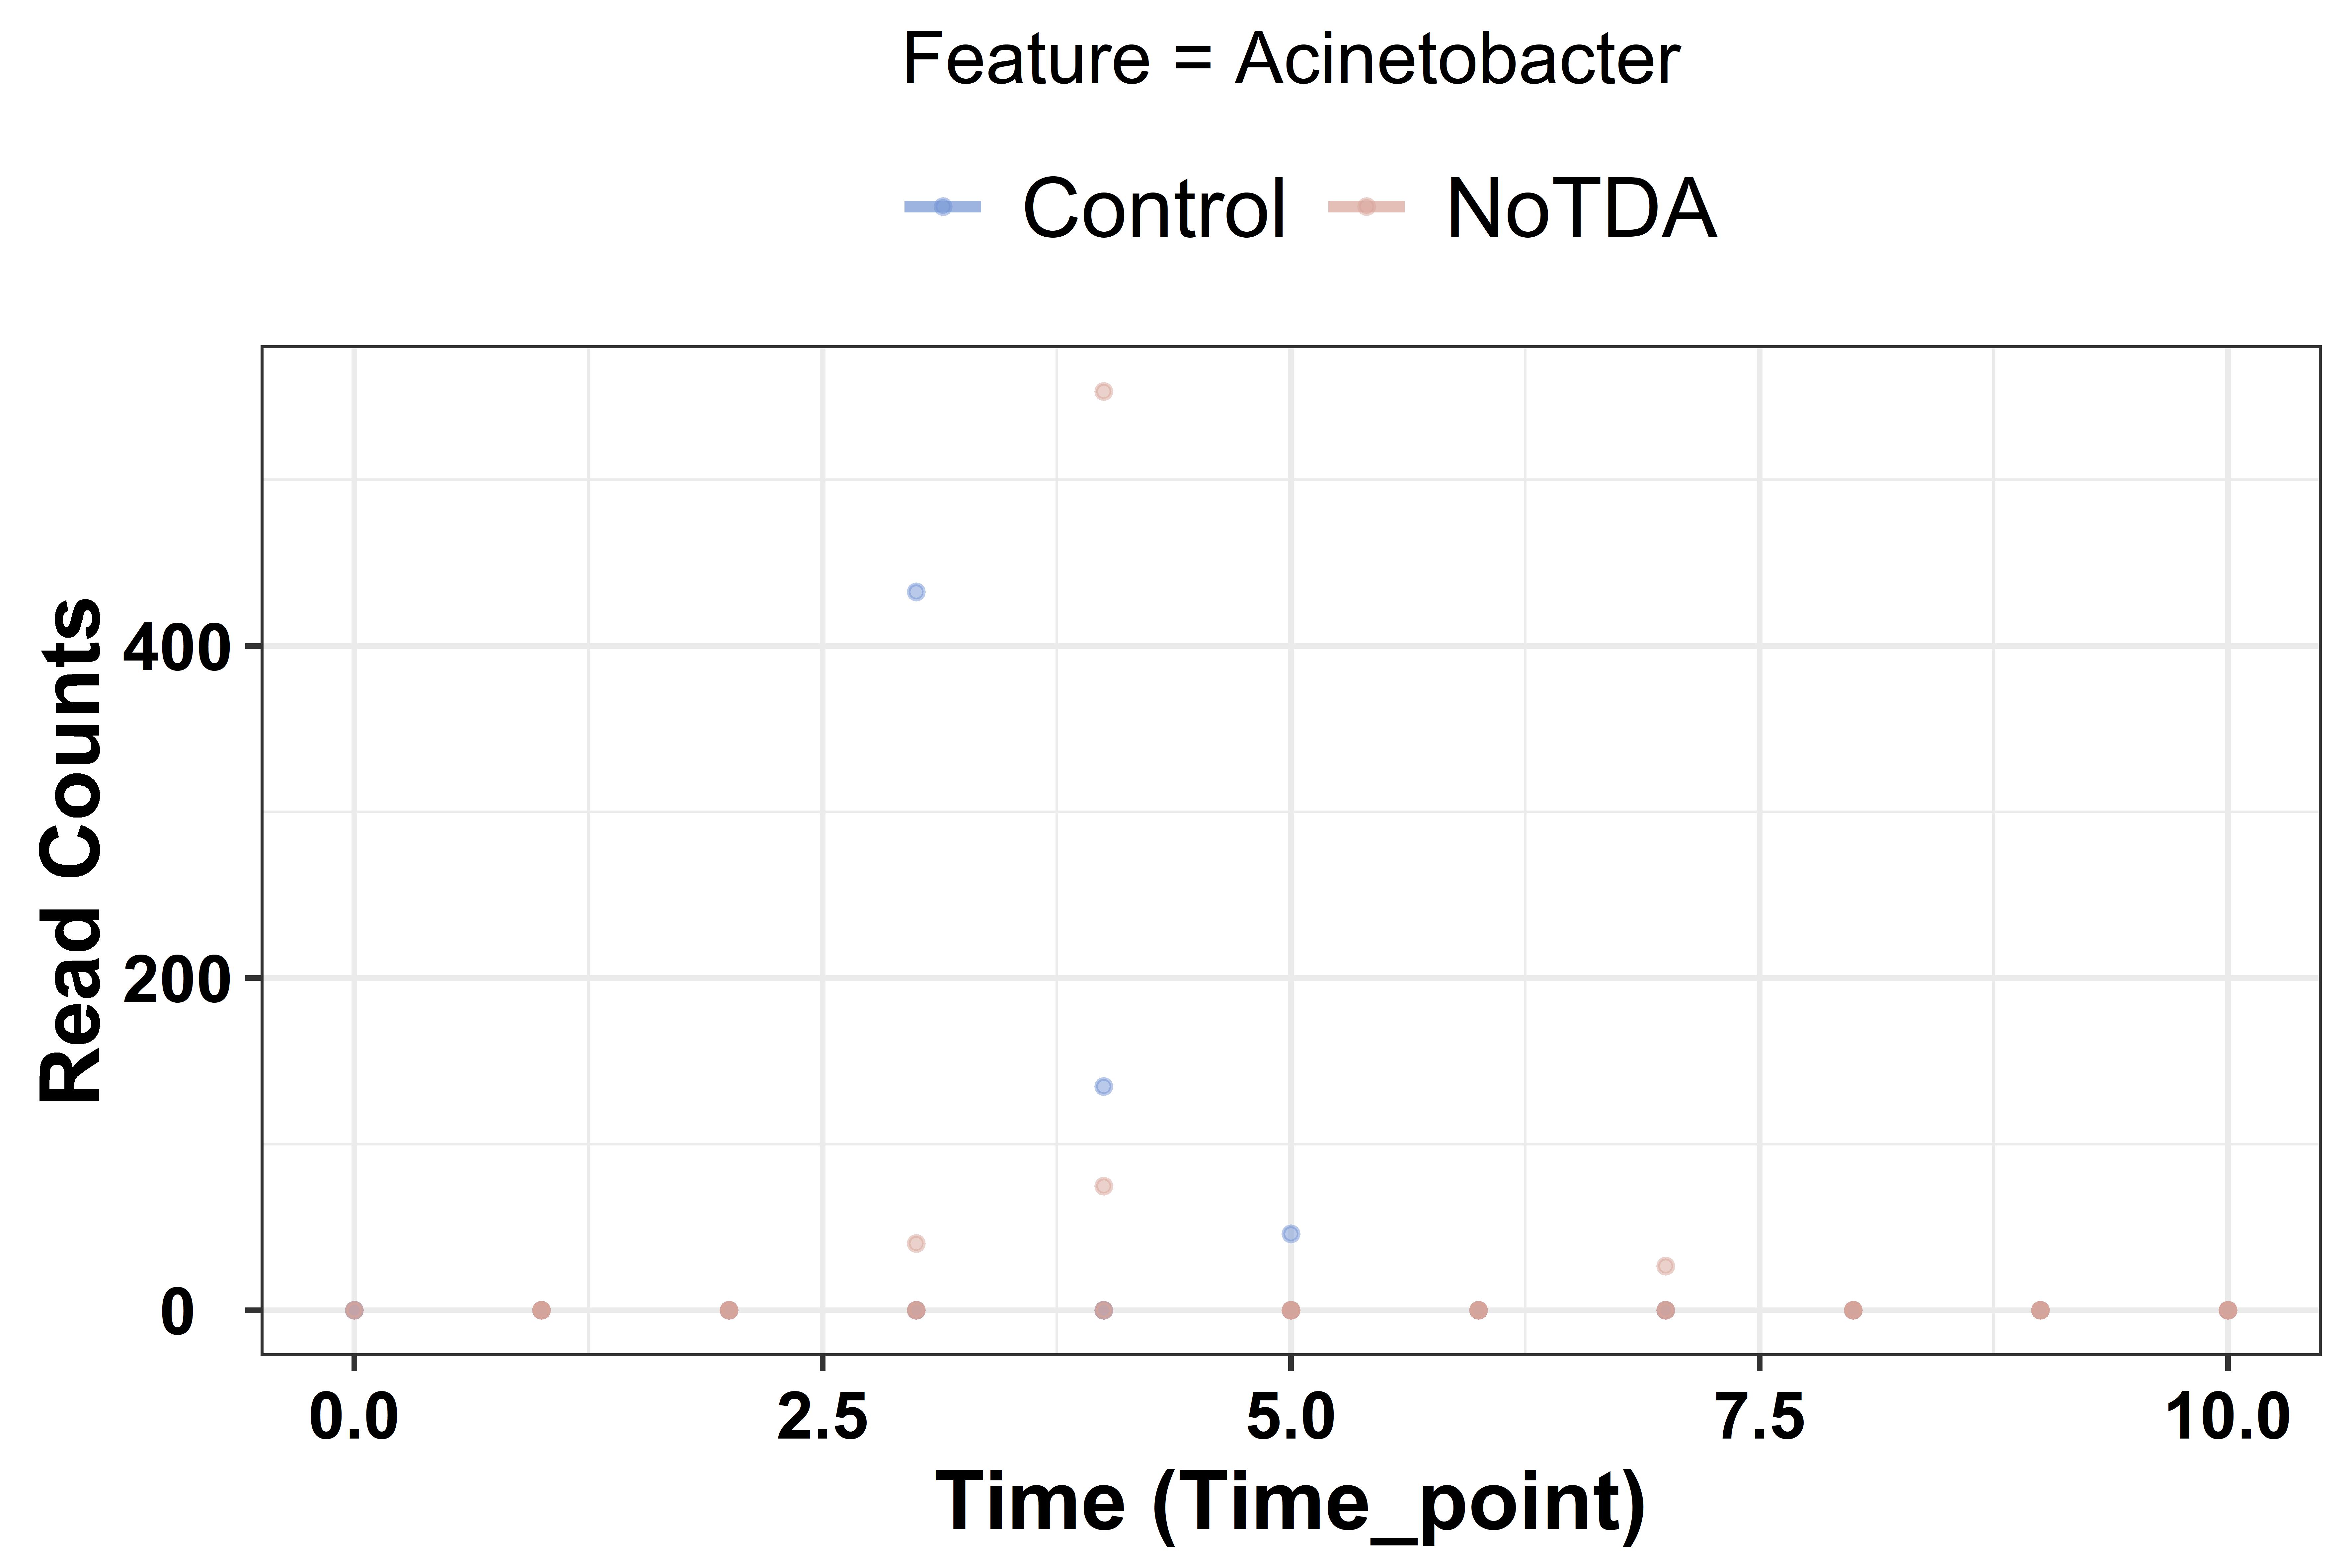 Feature = Acinetobacter
Control NoTDA
Read Counts
400
200
0
0.0 2.5 5.0 7.5 10.0
Time (Time_point)